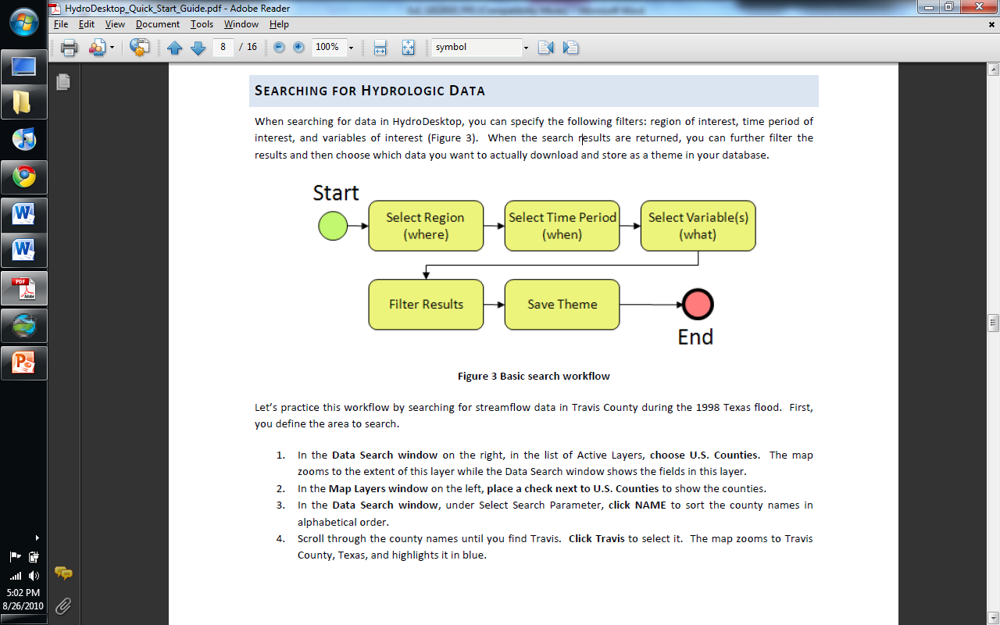 HydroDesktop_Quick_Start_Guide.pdf - Adobe Reader
File Edit View Document Tools Window Help
8 / 16 100% symbol
SEARCHING FOR HYDROLOGIC DATA
When searching for data in HydroDesktop, you can specify the following filters: region of interest, time period of
interest, and variables of interest (Figure 3). When the search results are returned, you can further filter the
results and then choose which data you want to actually download and store as a theme in your database.
Start
Select Region
(where)
Select Time Period
(when)
Select Variable(s)
(what)
Filter Results
Save Theme
End
Figure 3 Basic search workflow
Let's practice this workflow by searching for streamflow data in Travis County during the 1998 Texas flood. First,
you define the area to search.
1. In the Data Search window on the right, in the list of Active Layers, choose U.S. Counties. The map
zooms to the extent of this layer while the Data Search window shows the fields in this layer.
2. In the Map Layers window on the left, place a check next to U.S. Counties to show the counties.
3. In the Data Search window, under Select Search Parameter, click NAME to sort the county names in
alphabetical order.
4. Scroll through the county names until you find Travis. Click Travis to select it. The map zooms to Travis
County, Texas, and highlights it in blue.
PDF
Adobe
5:02 PM
8/26/2010